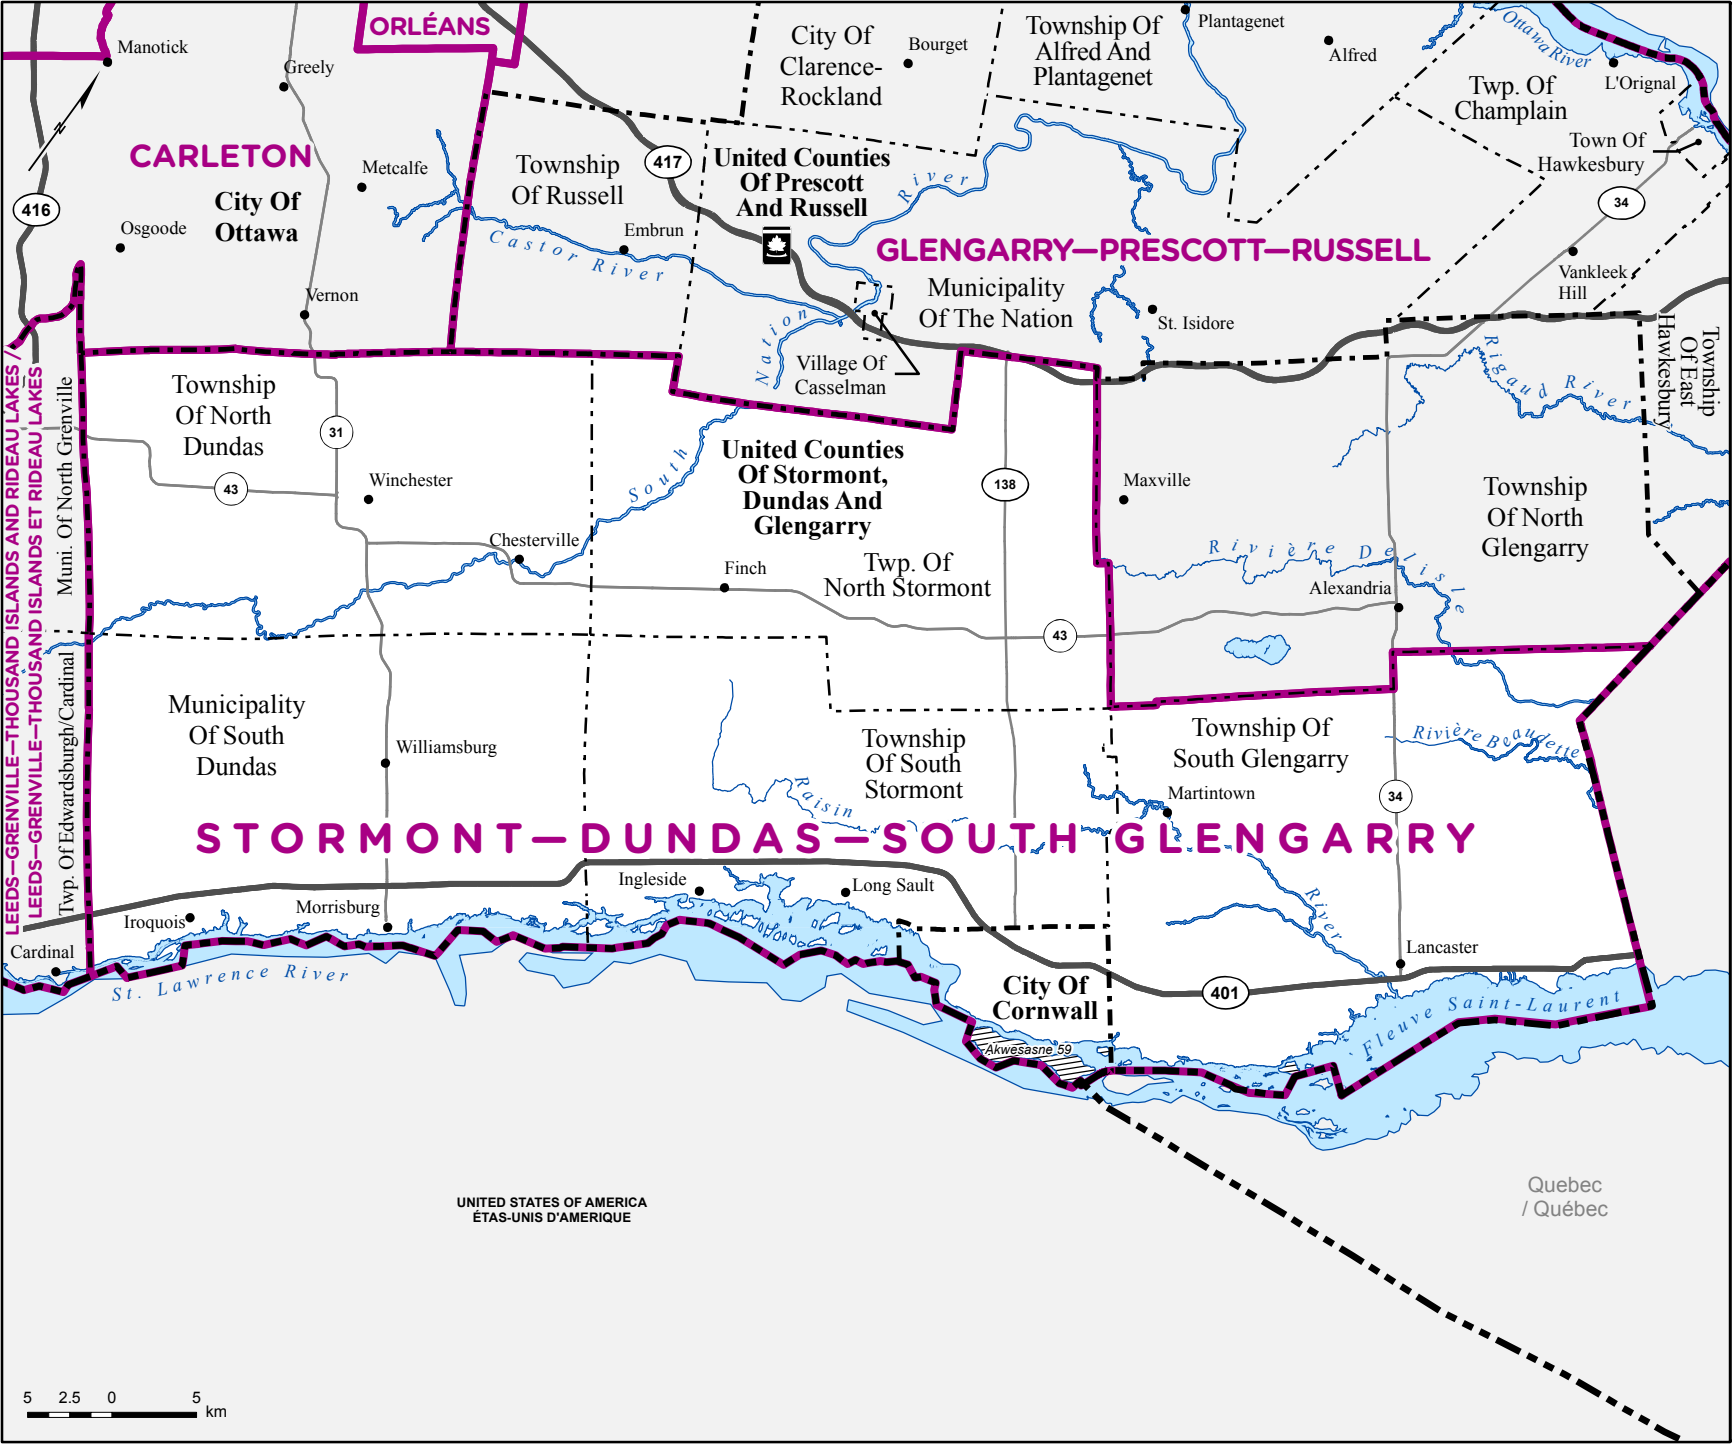 ORLÉANS
Manotick
Greely
CARLETON
City Of
Ottawa
Metcalfe
Osgoode
Vernon
416
N
City Of
Clarence-
Rockland
Bourget
Township Of
Alfred And
Plantagenet
Plantagenet
Alfred
Ottawa River
L'Orignal
Twp. Of
Champlain
Town Of
Hawkesbury
34
Vankleek
Hill
Township
Of Russell
417
United Counties
Of Prescott
And Russell
Embrun
Castor River
River
GLENGARRY—PRESCOTT—RUSSELL
Municipality
Of The Nation
St. Isidore
Nation
Village Of
Casselman
Township
Of East
Hawkesbury
Rigaud River
LEEDS—GRENVILLE—THOUSAND ISLANDS AND RIDEAU LAKES /
LEEDS—GRENVILLE—THOUSAND ISLANDS ET RIDEAU LAKES
Muni. Of North Grenville
Twp. Of Edwardsburgh/Cardinal
Township
Of North
Dundas
31
43
Winchester
Chesterville
South
United Counties
Of Stormont,
Dundas And
Glengarry
138
Finch
Twp. Of
North Stormont
43
Maxville
Township
Of North
Glengarry
Rivière Delisle
Alexandria
Municipality
Of South
Dundas
Williamsburg
Township
Of South
Stormont
Raisin
Township Of
South Glengarry
Rivière Beaudette
Martintown
34
STORMONT—DUNDAS—SOUTH GLENGARRY
Ingleside
Long Sault
Iroquois
Morrisburg
Cardinal
St. Lawrence River
River
Lancaster
City Of
Cornwall
401
Akwesasne 59
Fleuve Saint-Laurent
UNITED STATES OF AMERICA
ÉTAS-UNIS D'AMERIQUE
Quebec
/ Québec
5 2.5 0 5
km